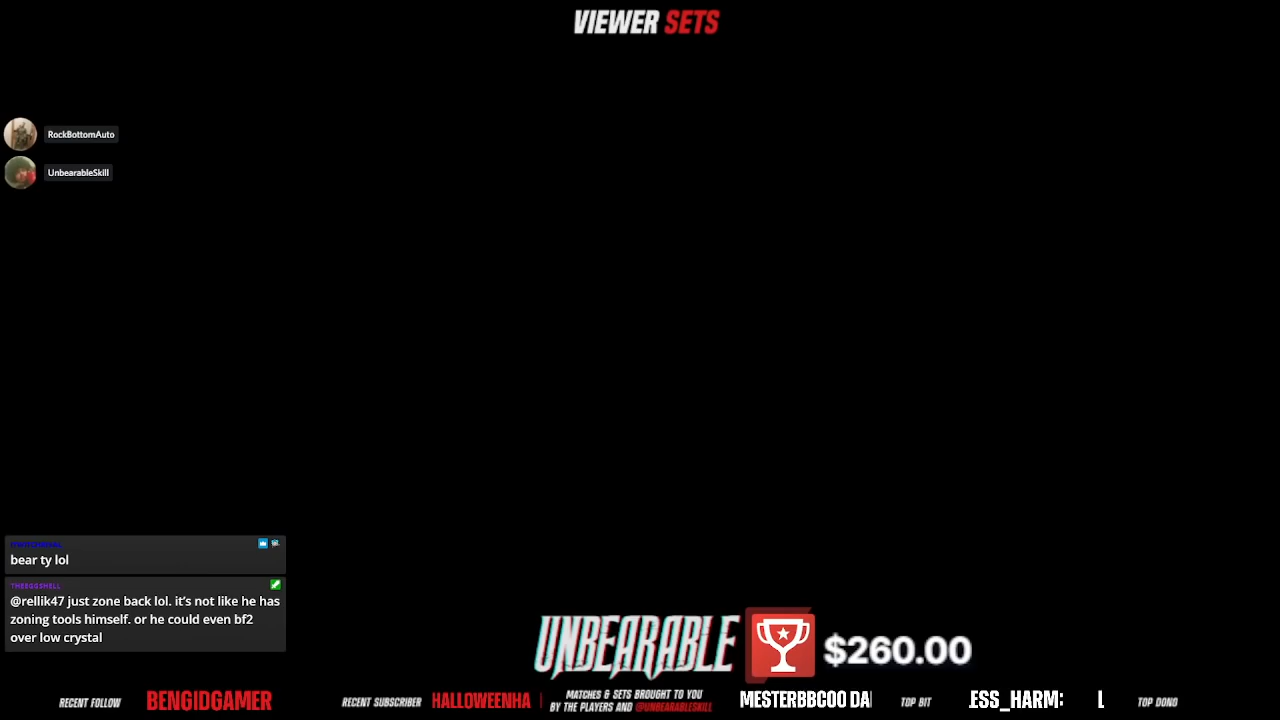 VIEWER SETS
RockBottomAuto
UnbearableSkill
bear ty lol
THEEGGSHELL
@rellik47 just zone back lol. it's not like he has
zoning tools himself. or he could even bf2
over low crystal
UNBEARABLE
$260.00
RECENT FOLLOW BENGIDGAMER
RECENT SUBSCRIBER HALLOWEENHA
MATCHES & SETS BROUGHT TO YOU
BY THE PLAYERS AND @UNBEARABLESKILL
MESTERBBCOO DA
TOP BIT
ESS_HARM: L
TOP DONO